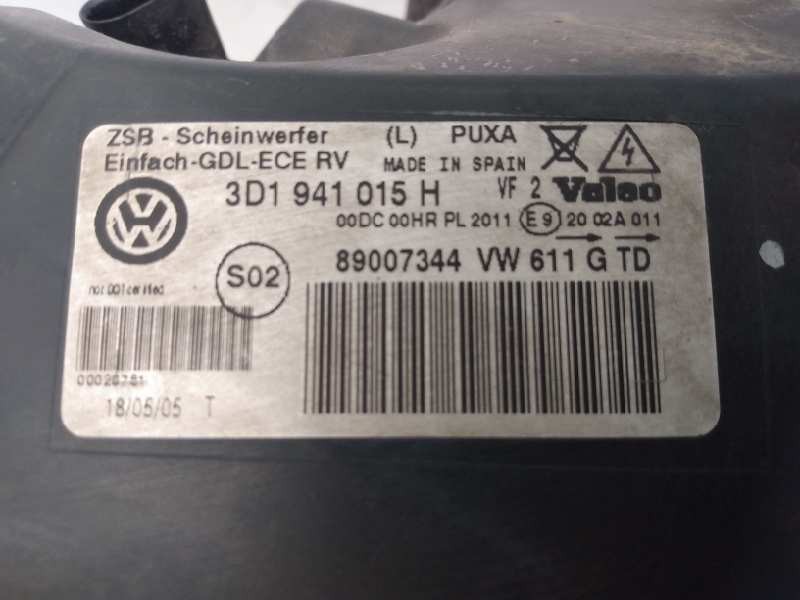 ZSB - Scheinwerfer (L) PUXA
Einfach-GDL-ECE RV MADE IN SPAIN
3D1 941 015 H VF 2 Valeo
00DC 00HR PL 2011 E9 20 02A 011
S02 89007344 VW 611 G TD
00026751
18/05/05 T